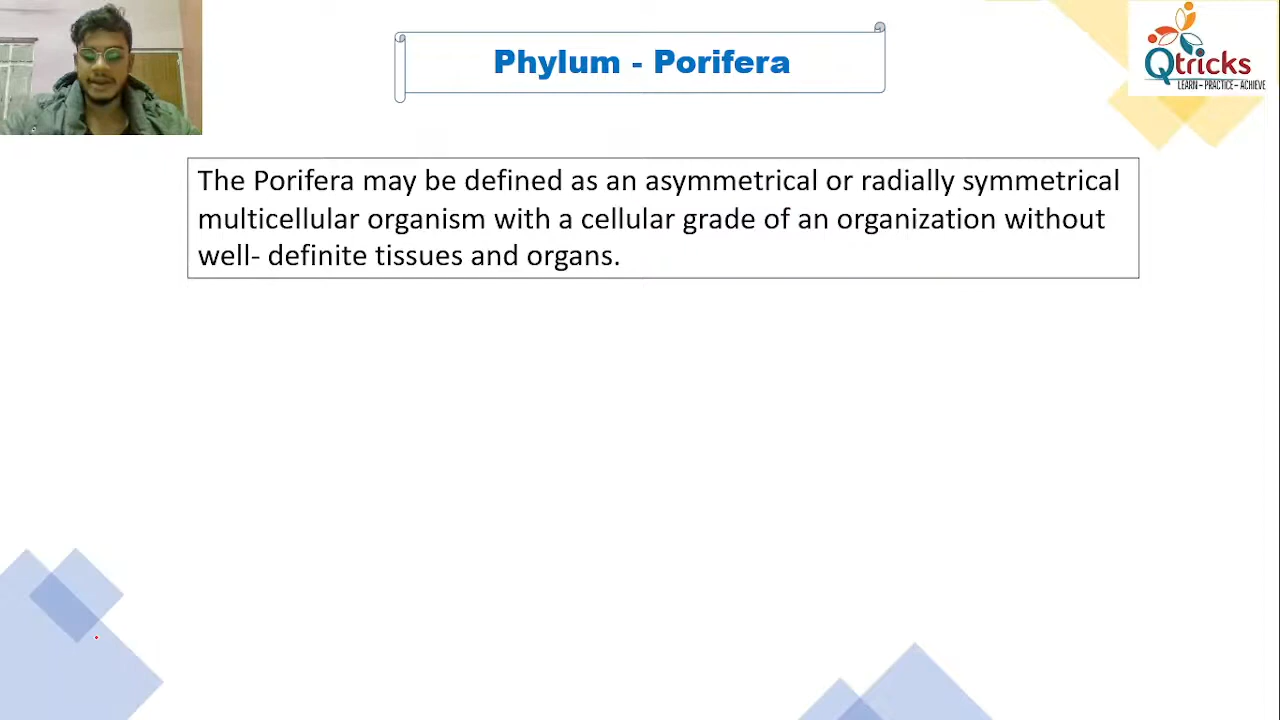 Phylum - Porifera
Qtricks
LEARN – PRACTICE – ACHIEVE
The Porifera may be defined as an asymmetrical or radially symmetrical
multicellular organism with a cellular grade of an organization without
well- definite tissues and organs.